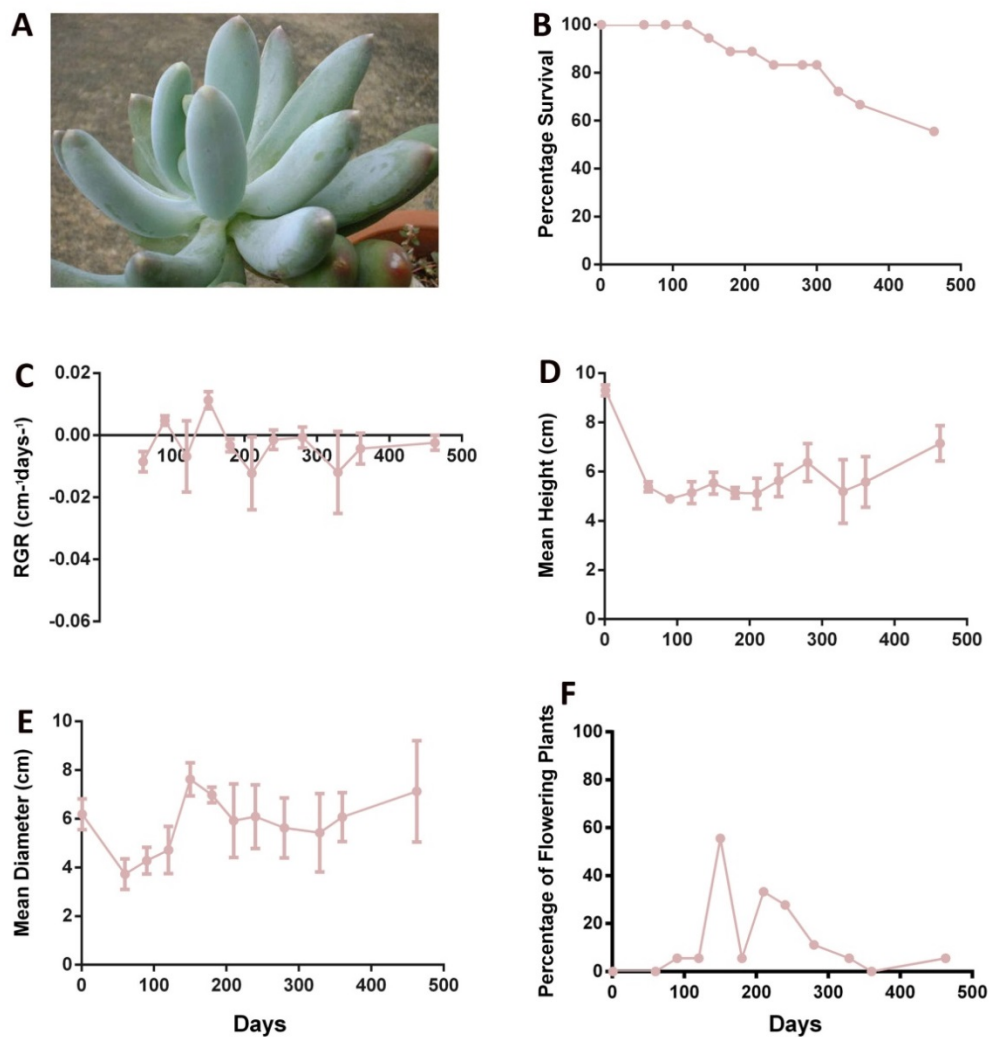 A
B
Percentage Survival
100
80
60
40
20
0
0 100 200 300 400 500
C
RGR (cm-¹days-¹)
0.02
0.00
-0.02
-0.04
-0.06
100 200 300 400 500
D
Mean Height (cm)
10
8
6
4
2
0
0 100 200 300 400 500
E
Mean Diameter (cm)
10
8
6
4
2
0
0 100 200 300 400 500
Days
F
Percentage of Flowering Plants
100
80
60
40
20
0
0 100 200 300 400 500
Days